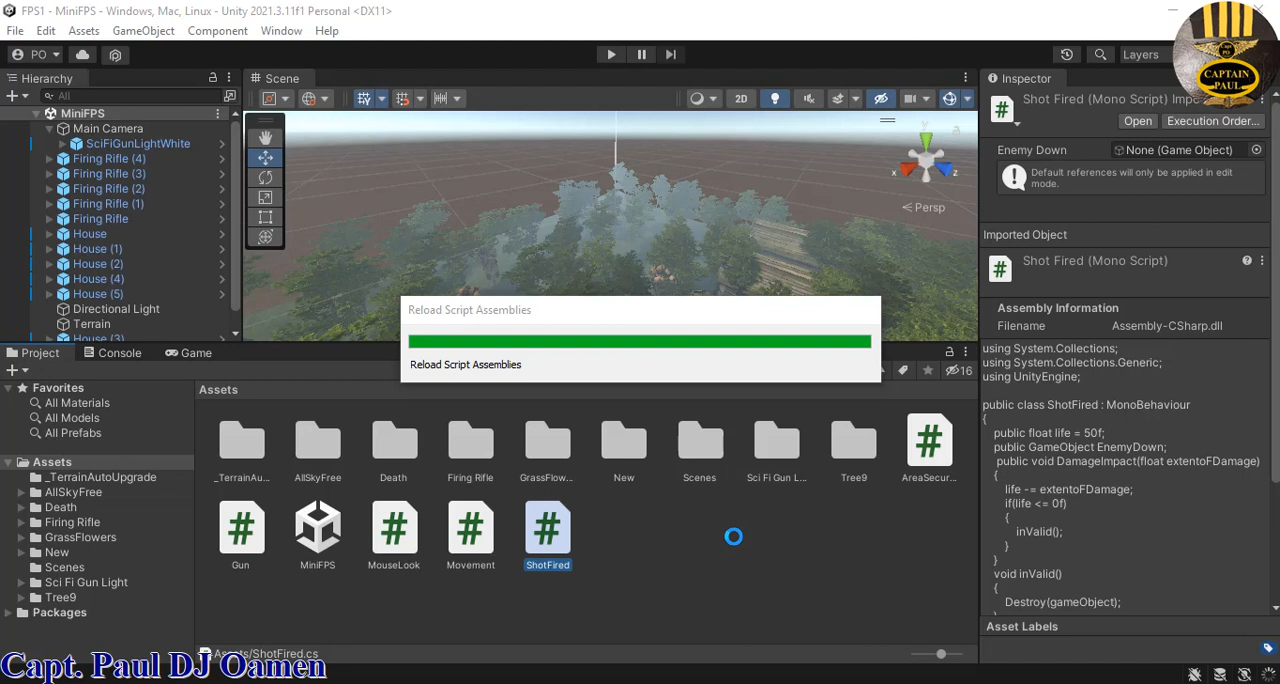 FPS1 - MiniFPS - Windows, Mac, Linux - Unity 2021.3.11f1 Personal <DX11>
File Edit Assets GameObject Component Window Help
PO
Layers
CAPT PO
CAPTAIN
PAUL
Hierarchy
All
MiniFPS
Main Camera
SciFiGunLightWhite
Firing Rifle (4)
Firing Rifle (3)
Firing Rifle (2)
Firing Rifle (1)
Firing Rifle
House
House (1)
House (2)
House (4)
House (5)
Directional Light
Terrain
House (3)
Scene
2D
x
z
Persp
Reload Script Assemblies
Reload Script Assemblies
Inspector
Shot Fired (Mono Script) Impo
Open Execution Order...
Enemy Down None (Game Object)
Default references will only be applied in edit
mode.
Imported Object
Shot Fired (Mono Script)
Assembly Information
Filename Assembly-CSharp.dll
using System.Collections;
using System.Collections.Generic;
using UnityEngine;
public class ShotFired : MonoBehaviour
{
public float life = 50f;
public GameObject EnemyDown;
public void DamageImpact(float extentoFDamage)
{
life -= extentoFDamage;
if(life <= 0f)
{
inValid();
}
}
void inValid()
{
Destroy(gameObject);
Asset Labels
Project Console Game
16
Favorites
All Materials
All Models
All Prefabs
Assets
_TerrainAutoUpgrade
AllSkyFree
Death
Firing Rifle
GrassFlowers
New
Scenes
Sci Fi Gun Light
Tree9
Packages
Assets
_TerrainAu... AllSkyFree Death Firing Rifle GrassFlow... New Scenes Sci Fi Gun L... Tree9 AreaSecur...
Gun MiniFPS MouseLook Movement ShotFired
Assets/ShotFired.cs
Capt. Paul DJ Oamen